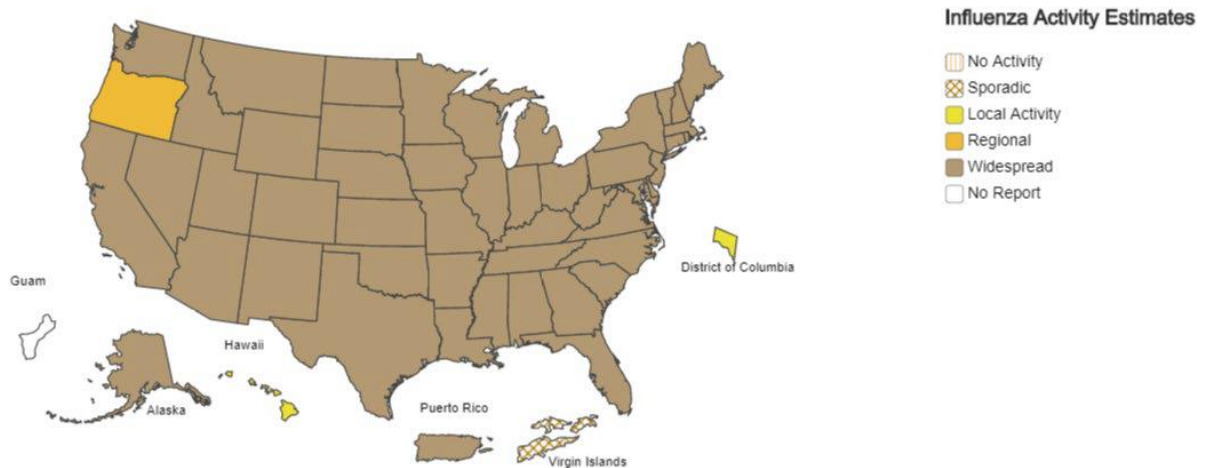 Influenza Activity Estimates
No Activity
Sporadic
Local Activity
Regional
Widespread
No Report
District of Columbia
Guam
Hawaii
Alaska
Puerto Rico
Virgin Islands